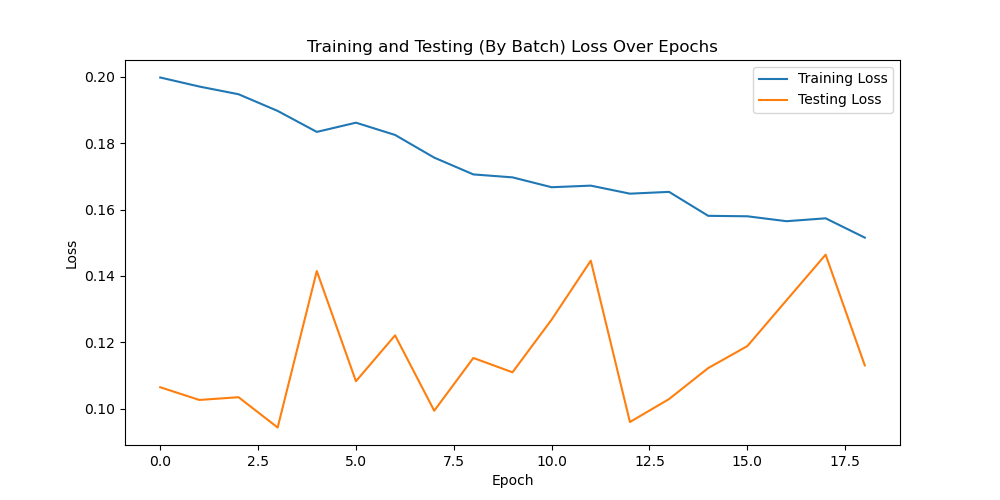 Training and Testing (By Batch) Loss Over Epochs
Training Loss
Testing Loss
Loss
0.20
0.18
0.16
0.14
0.12
0.10
0.0 2.5 5.0 7.5 10.0 12.5 15.0 17.5
Epoch